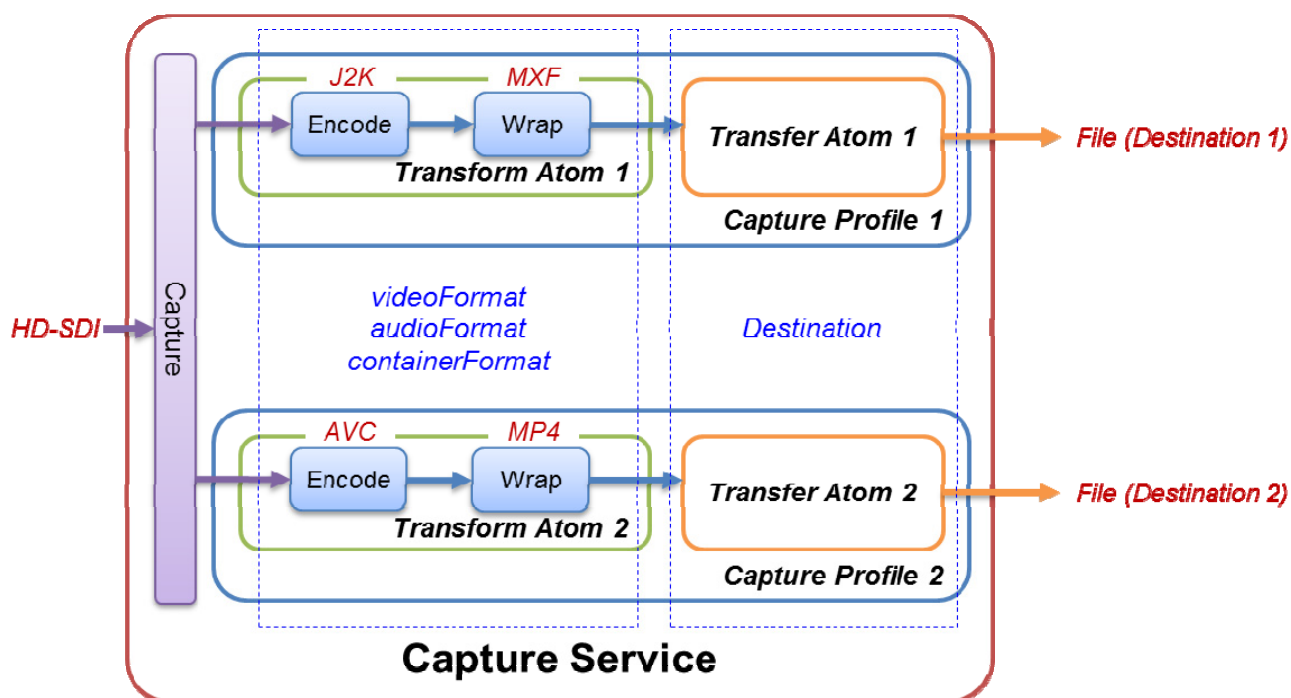 J2K
MXF
Encode
Wrap
Transform Atom 1
Transfer Atom 1
Capture Profile 1
File (Destination 1)
HD-SDI
Capture
videoFormat
audioFormat
containerFormat
Destination
AVC
MP4
Encode
Wrap
Transform Atom 2
Transfer Atom 2
Capture Profile 2
File (Destination 2)
Capture Service